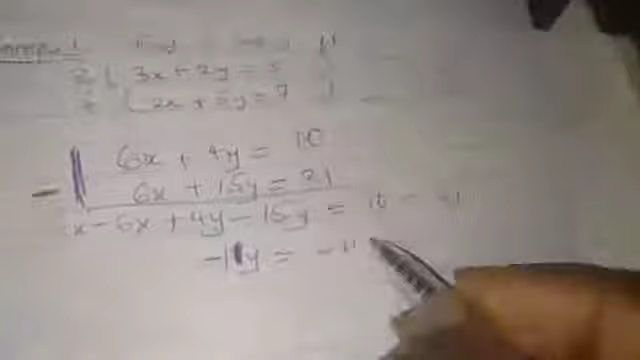 3x + 2y = 5
2x + 5y = 7
6x + 4y = 10
- 6x + 15y = 21
x - 6x + 4y - 15y = 10 - 21
-11y = -11